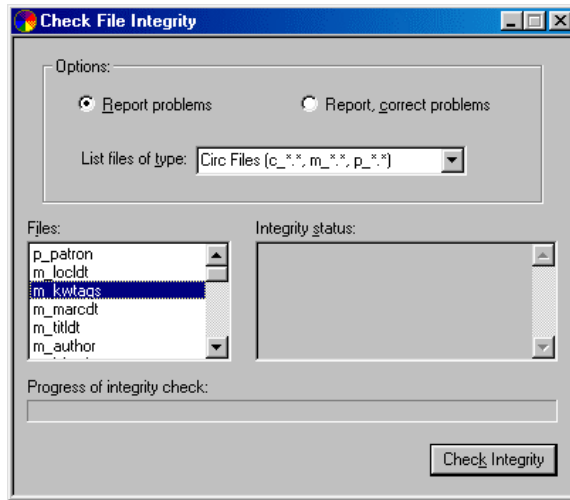 Check File Integrity
Options:
Report problems
Report, correct problems
List files of type: Circ Files (c_*.*, m_*.*, p_*.*)
Files:
Integrity status:
p_patron
m_locldt
m_kwtags
m_marcdt
m_titldt
m_author
Progress of integrity check:
Check Integrity